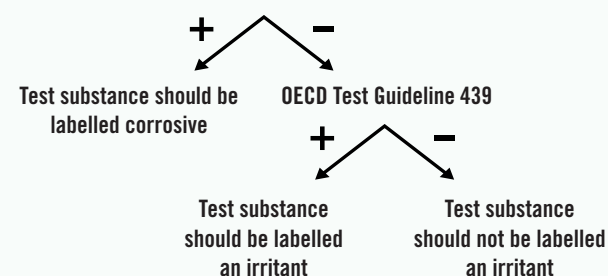 + −
Test substance should be
labelled corrosive
OECD Test Guideline 439
+ −
Test substance
should be labelled
an irritant
Test substance
should not be labelled
an irritant